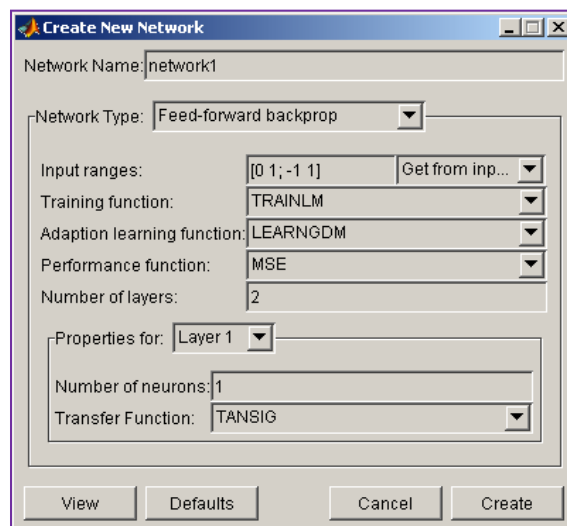 Create New Network
Network Name: network1
Network Type: Feed-forward backprop
Input ranges: [0 1; -1 1] Get from inp...
Training function: TRAINLM
Adaption learning function: LEARNGDM
Performance function: MSE
Number of layers: 2
Properties for: Layer 1
Number of neurons: 1
Transfer Function: TANSIG
View Defaults Cancel Create